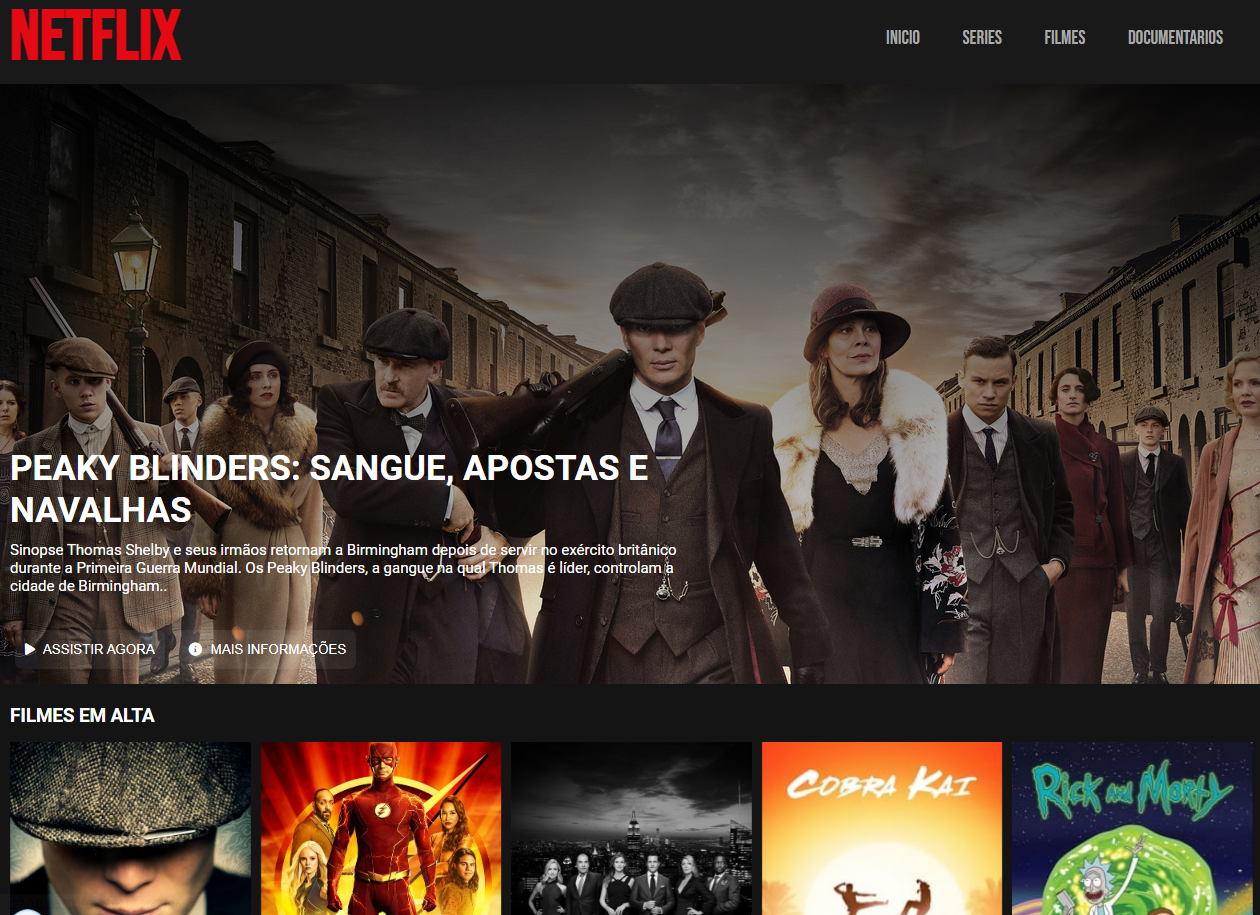 NETFLIX
INICIO
SERIES
FILMES
DOCUMENTARIOS
PEAKY BLINDERS: SANGUE, APOSTAS E
NAVALHAS
Sinopse Thomas Shelby e seus irmãos retornam a Birmingham depois de servir no exército britânico
durante a Primeira Guerra Mundial. Os Peaky Blinders, a gangue na qual Thomas é líder, controlam a
cidade de Birmingham..
ASSISTIR AGORA
MAIS INFORMAÇÕES
FILMES EM ALTA
COBRA KAI
Rick and Morty